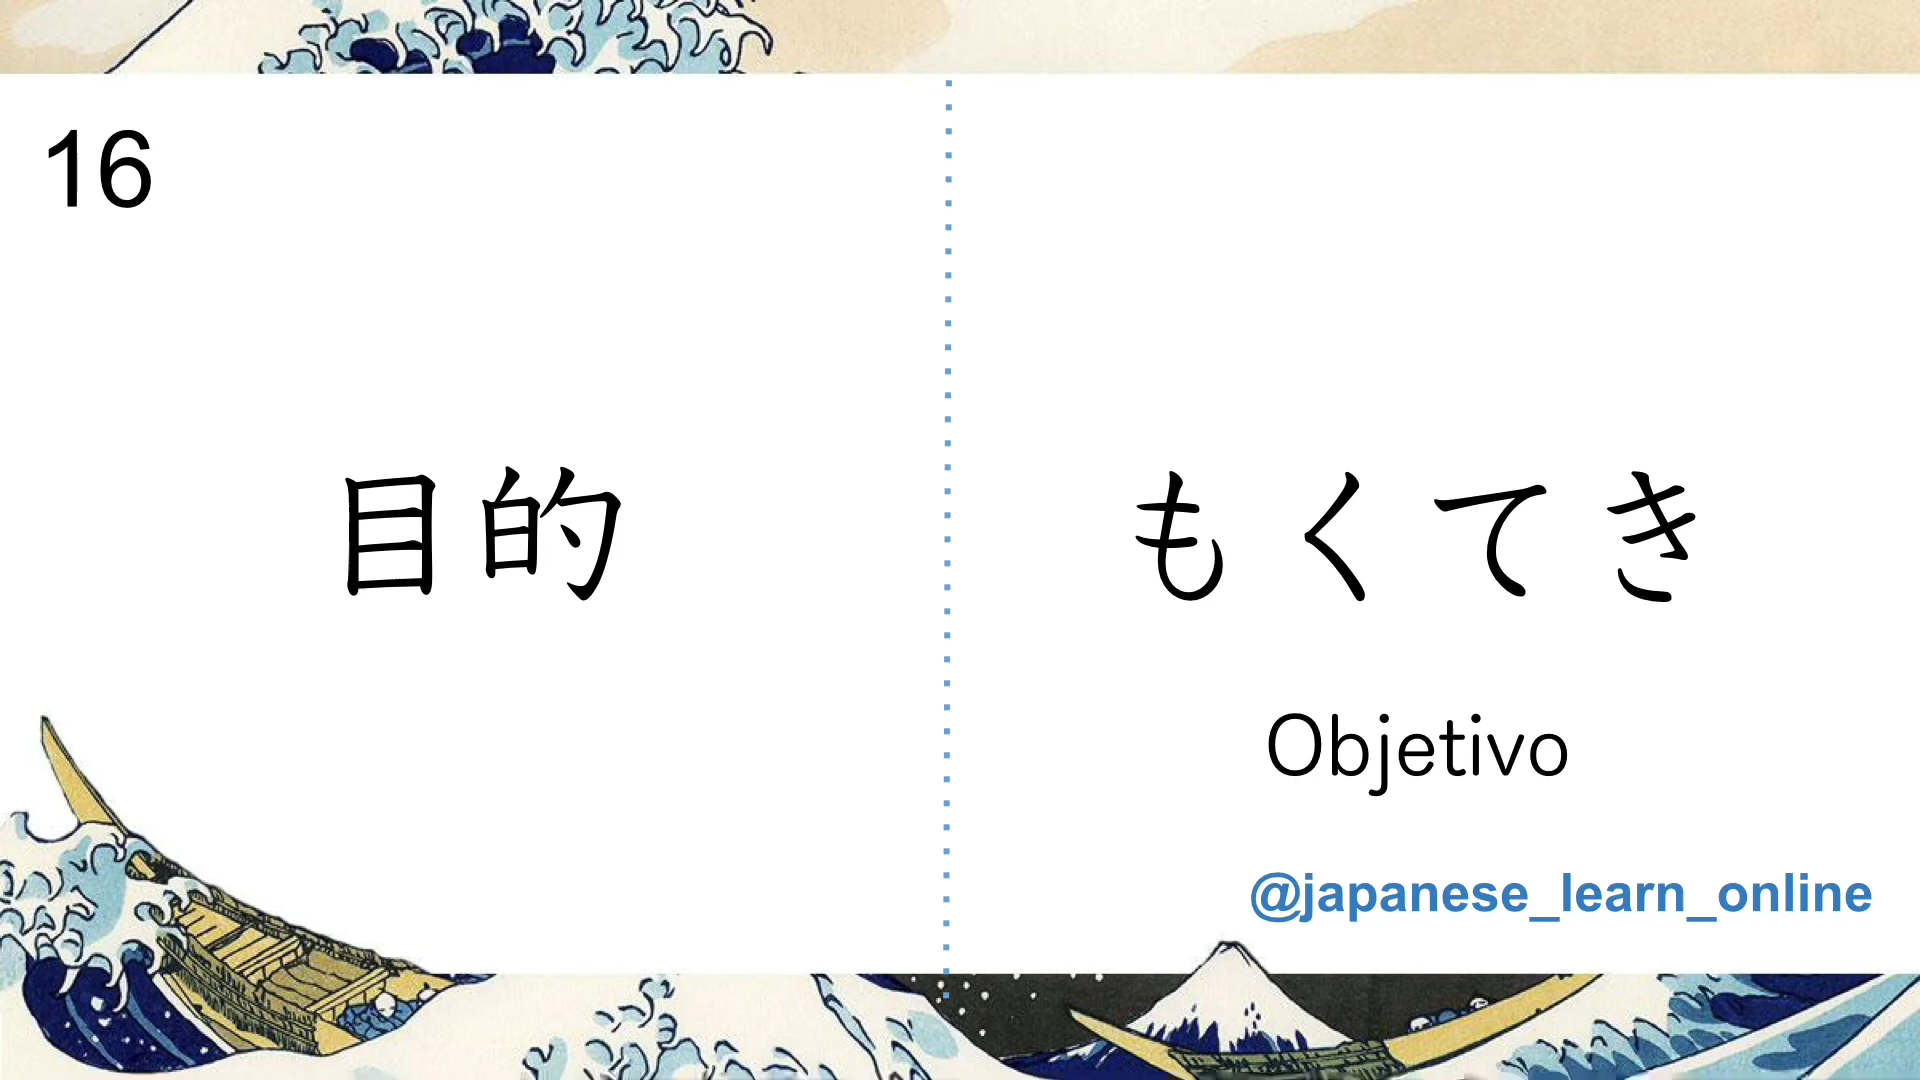 16
目的
もくてき
Objetivo
@japanese_learn_online